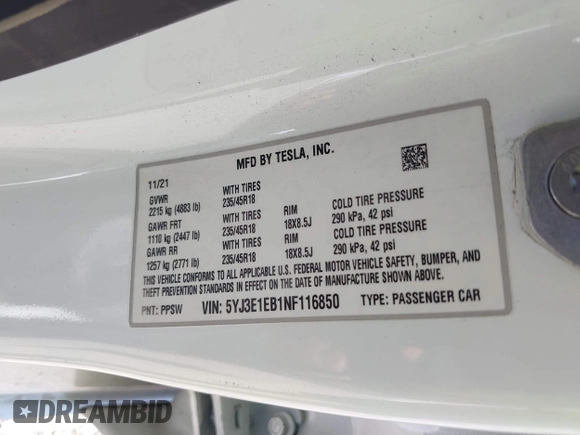 MFD BY TESLA, INC.
11/21
GVWR WITH TIRES
2215 kg (4883 lb) 235/45R18 RIM COLD TIRE PRESSURE
GAWR FRT WITH TIRES 18X8.5J 290 kPa, 42 psi
1110 kg (2447 lb) 235/45R18
GAWR RR WITH TIRES RIM COLD TIRE PRESSURE
1257 kg (2771 lb) 235/45R18 18X8.5J 290 kPa, 42 psi
THIS VEHICLE CONFORMS TO ALL APPLICABLE U.S. FEDERAL MOTOR VEHICLE SAFETY, BUMPER, AND
THEFT PREVENTION STANDARDS IN EFFECT ON THE DATE OF MANUFACTURE SHOWN ABOVE.
PNT: PPSW VIN: 5YJ3E1EB1NF116850 TYPE: PASSENGER CAR
DREAMBID